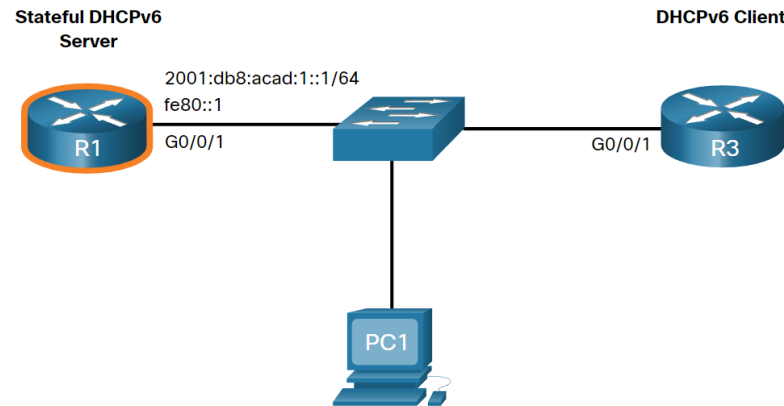 Stateful DHCPv6
Server
DHCPv6 Client
2001:db8:acad:1::1/64
fe80::1
G0/0/1
R1
G0/0/1
R3
PC1